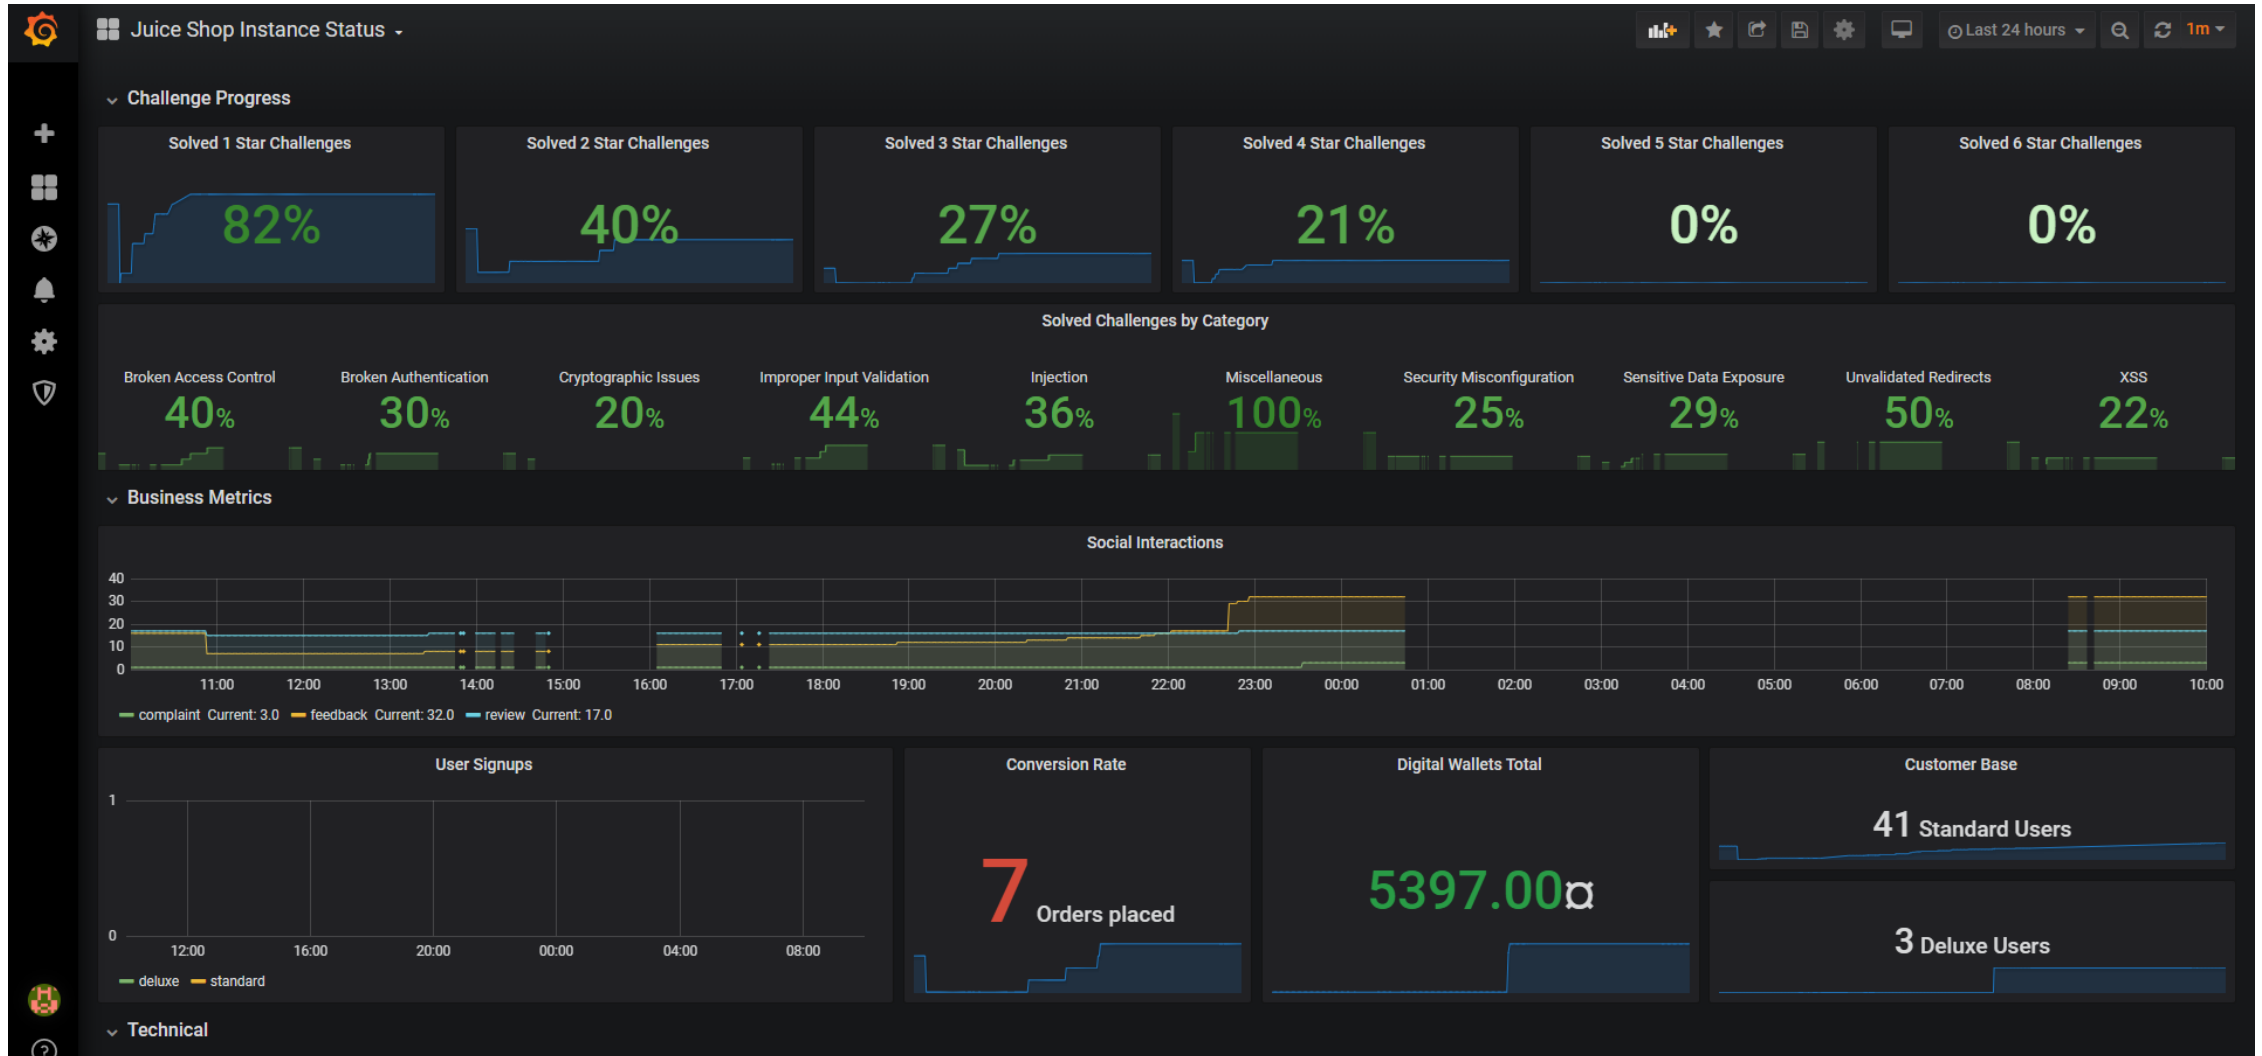 Juice Shop Instance Status
Last 24 hours
1m
Challenge Progress
Solved 1 Star Challenges
82%
Solved 2 Star Challenges
40%
Solved 3 Star Challenges
27%
Solved 4 Star Challenges
21%
Solved 5 Star Challenges
0%
Solved 6 Star Challenges
0%
Solved Challenges by Category
Broken Access Control
40%
Broken Authentication
30%
Cryptographic Issues
20%
Improper Input Validation
44%
Injection
36%
Miscellaneous
100%
Security Misconfiguration
25%
Sensitive Data Exposure
29%
Unvalidated Redirects
50%
XSS
22%
Business Metrics
Social Interactions
40
30
20
10
0
11:00 12:00 13:00 14:00 15:00 16:00 17:00 18:00 19:00 20:00 21:00 22:00 23:00 00:00 01:00 02:00 03:00 04:00 05:00 06:00 07:00 08:00 09:00 10:00
complaint Current: 3.0 feedback Current: 32.0 review Current: 17.0
User Signups
1
0
12:00 16:00 20:00 00:00 04:00 08:00
deluxe standard
Conversion Rate
7 Orders placed
Digital Wallets Total
5397.00¤
Customer Base
41 Standard Users
3 Deluxe Users
Technical